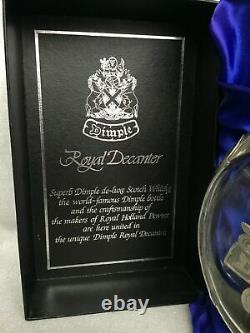 Dimple
Royal Decanter
Superb Dimple de-luxe Scotch Whisky
the world-famous Dimple bottle
and the craftsmanship of
the makers of Royal Holland Pewter
are here united in
the unique Dimple Royal Decanter